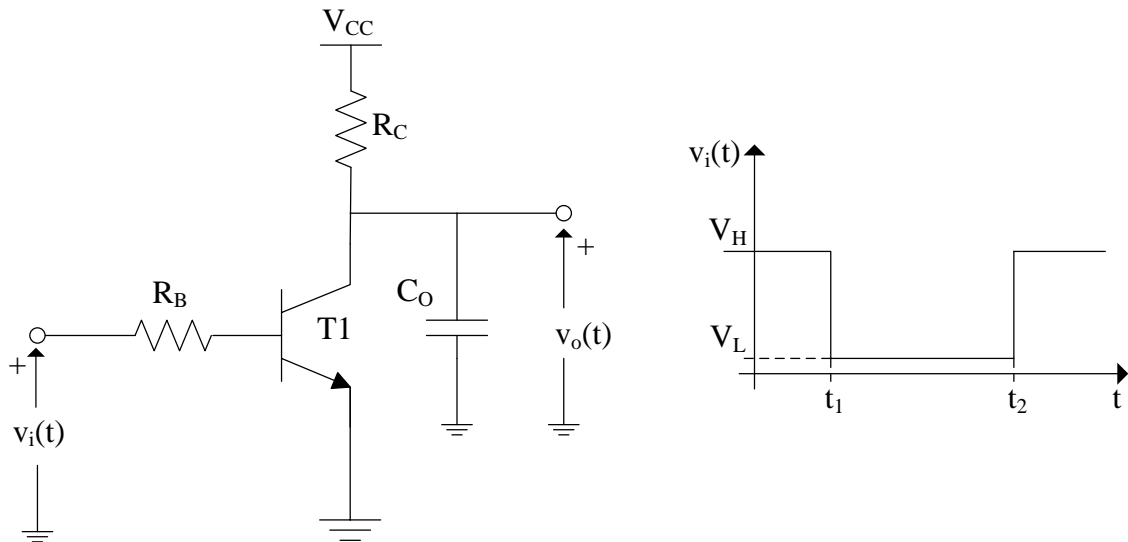 V_CC
R_C
R_B
T1
C_O
+
v_o(t)
+
v_i(t)
v_i(t)
V_H
V_L
t_1
t_2
t